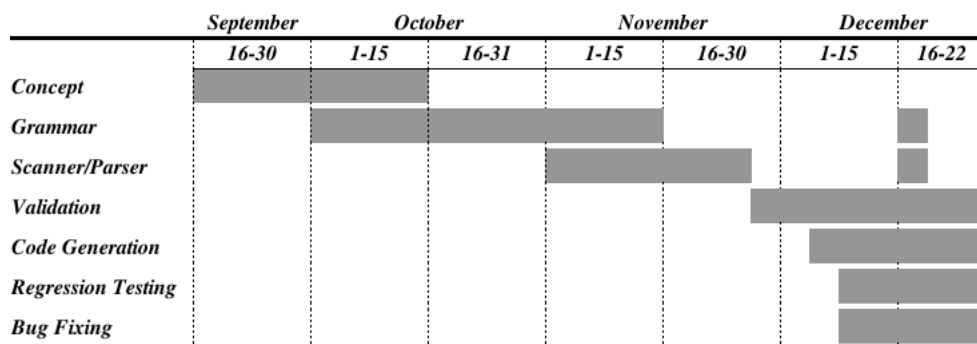 September October November December
16-30 1-15 16-31 1-15 16-30 1-15 16-22
Concept
Grammar
Scanner/Parser
Validation
Code Generation
Regression Testing
Bug Fixing